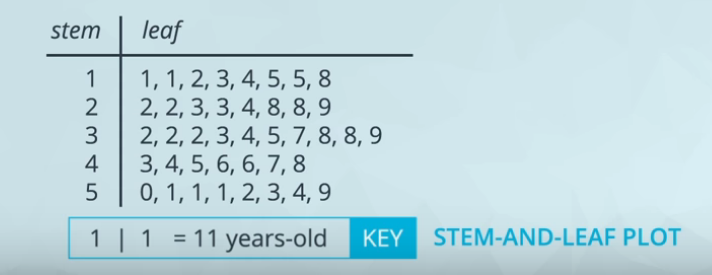 stem leaf
1 1, 1, 2, 3, 4, 5, 5, 8
2 2, 2, 3, 3, 4, 8, 8, 9
3 2, 2, 2, 3, 4, 5, 7, 8, 8, 9
4 3, 4, 5, 6, 6, 7, 8
5 0, 1, 1, 1, 2, 3, 4, 9
1 | 1 = 11 years-old KEY STEM-AND-LEAF PLOT